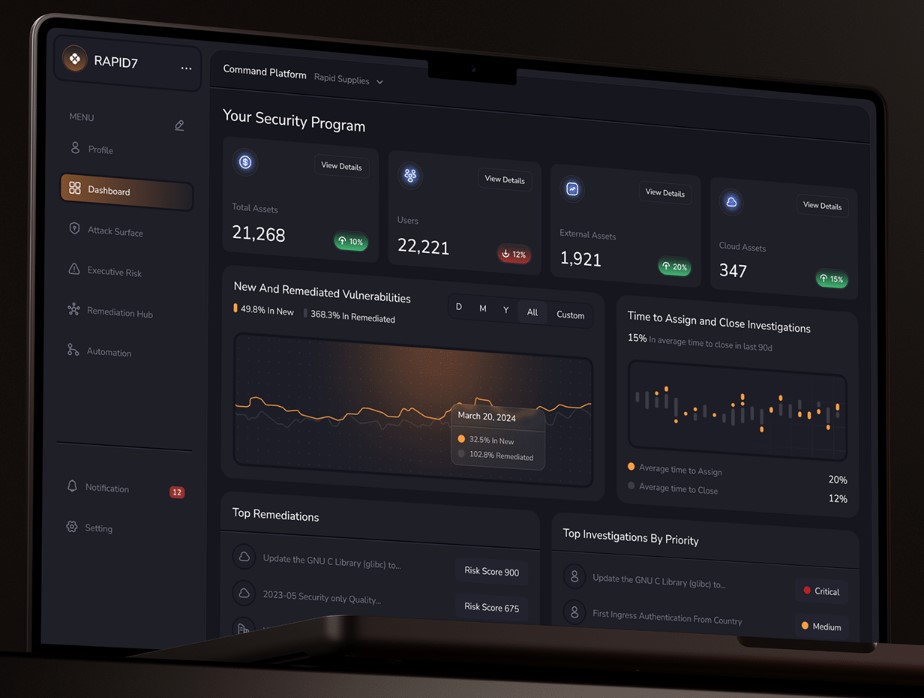 RAPID7
...
MENU
Profile
Dashboard
Attack Surface
Executive Risk
Remediation Hub
Automation
Notification
12
Setting
Command Platform Rapid Supplies
Your Security Program
View Details
Total Assets
21,268
10%
View Details
Users
22,221
12%
View Details
External Assets
1,921
20%
View Details
Cloud Assets
347
15%
New And Remediated Vulnerabilities
49.8% In New 368.3% In Remediated
D M Y All Custom
March 20, 2024
32.5% In New
102.8% Remediated
Time to Assign and Close Investigations
15% In average time to close in last 90d
Average time to Assign 20%
Average time to Close 12%
Top Remediations
Update the GNU C Library (glibc) to... Risk Score 900
2023-05 Security only Quality... Risk Score 675
Top Investigations By Priority
Update the GNU C Library (glibc) to... Critical
First Ingress Authentication From Country Medium